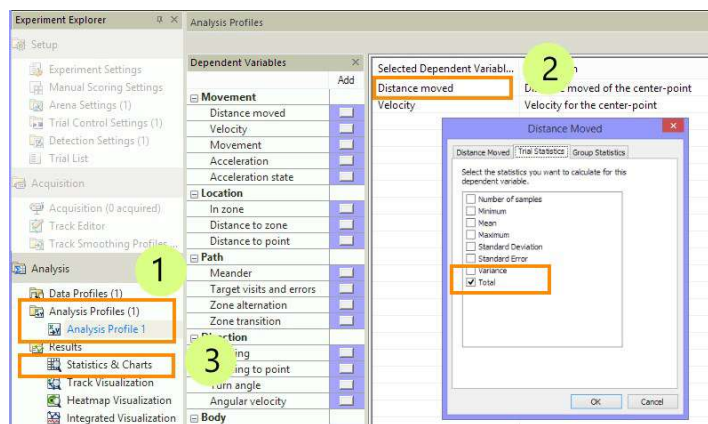 Experiment Explorer
Setup
Experiment Settings
Manual Scoring Settings
Arena Settings (1)
Trial Control Settings (1)
Detection Settings (1)
Trial List
Acquisition
Acquisition (0 acquired)
Track Editor
Track Smoothing Profiles ...
Analysis
1
Data Profiles (1)
Analysis Profiles (1)
Analysis Profile 1
Results
Statistics & Charts
Track Visualization
Heatmap Visualization
Integrated Visualization
Analysis Profiles
Dependent Variables
Add
Movement
Distance moved
Velocity
Movement
Acceleration
Acceleration state
Location
In zone
Distance to zone
Distance to point
Path
Meander
Target visits and errors
Zone alternation
Zone transition
3
to point
Turn angle
Angular velocity
Body
Selected Dependent Variabl...
2
Distance moved
moved of the center-point
Velocity
Velocity for the center-point
Distance Moved
Distance Moved
Trial Statistics
Group Statistics
Select the statistics you want to calculate for this
dependent variable.
Number of samples
Minimum
Mean
Maximum
Standard Deviation
Standard Error
Variance
Total
OK
Cancel